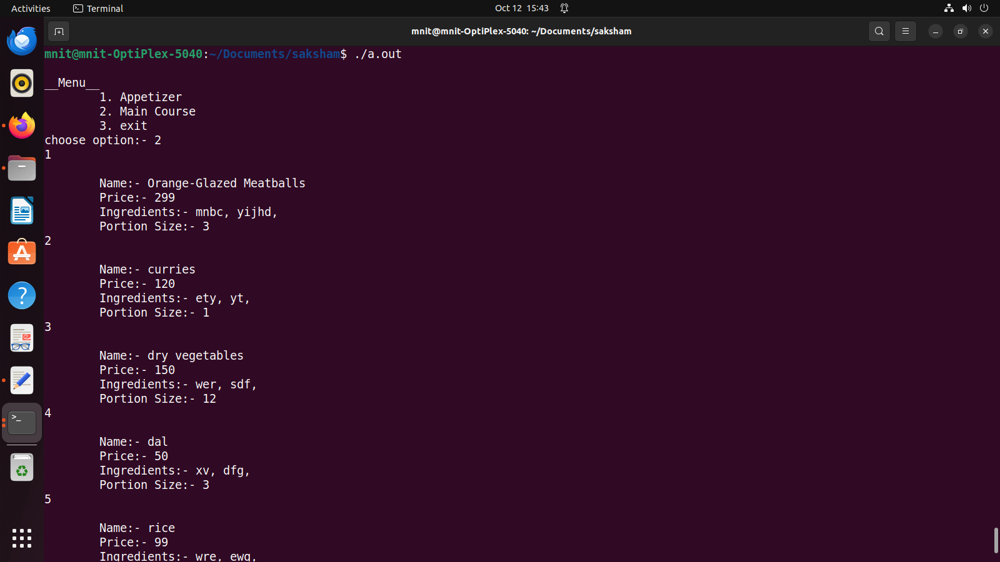 Activities
Terminal
Oct 12 15:43
mnit@mnit-OptiPlex-5040: ~/Documents/saksham
mnit@mnit-OptiPlex-5040:~/Documents/saksham$ ./a.out
__Menu__
1. Appetizer
2. Main Course
3. exit
choose option:- 2
1
Name:- Orange-Glazed Meatballs
Price:- 299
Ingredients:- mnbc, yijhd,
Portion Size:- 3
2
Name:- curries
Price:- 120
Ingredients:- ety, yt,
Portion Size:- 1
3
Name:- dry vegetables
Price:- 150
Ingredients:- wer, sdf,
Portion Size:- 12
4
Name:- dal
Price:- 50
Ingredients:- xv, dfg,
Portion Size:- 3
5
Name:- rice
Price:- 99
Ingredients:- wre, ewq,